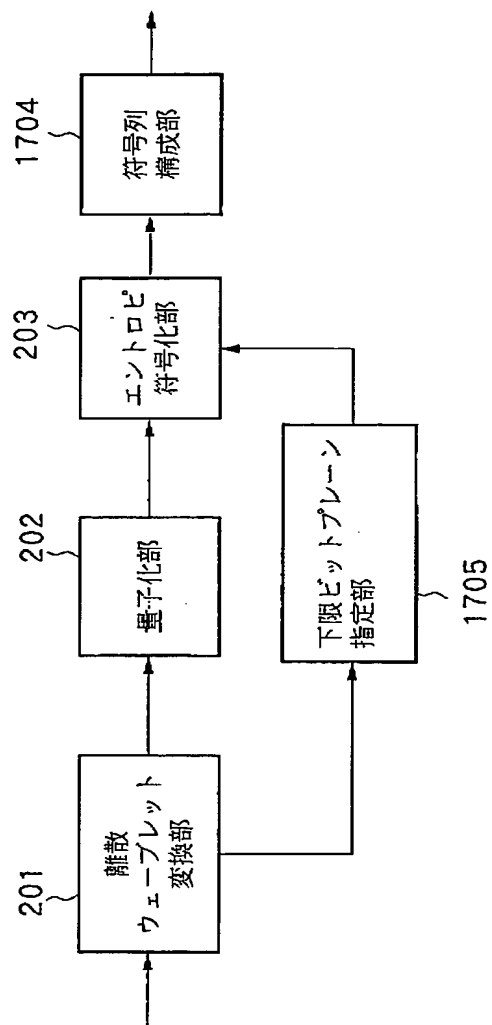 201
離散
ウェーブレット
変換部
202
量子化部
203
エントロピ
符号化部
1704
符号列
構成部
下限ビットプレーン
指定部
1705